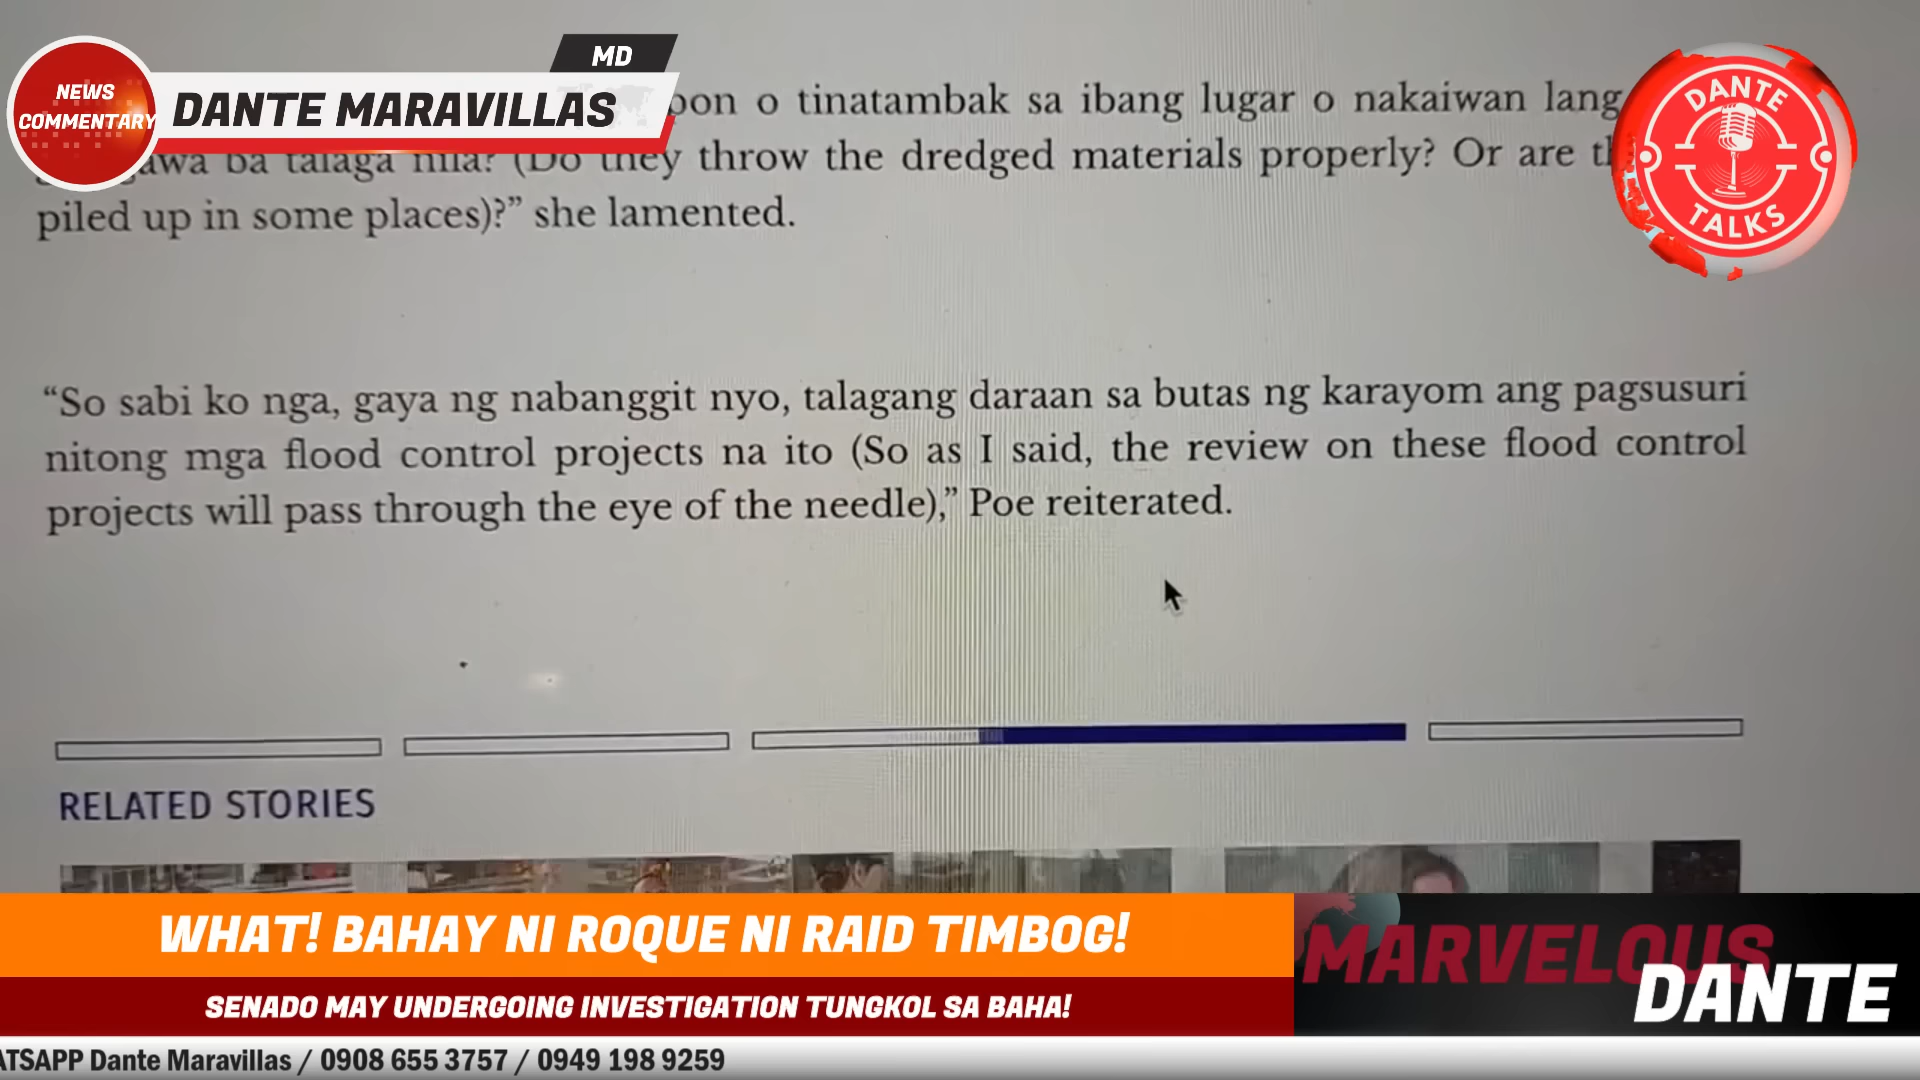 MD
NEWS
COMMENTARY
DANTE MARAVILLAS
o tinatambak sa ibang lugar o nakaiwan lang
ba talaga nila? (Do they throw the dredged materials properly? Or are
piled up in some places)?” she lamented.
DANTE
TALKS
“So sabi ko nga, gaya ng nabanggit nyo, talagang daraan sa butas ng karayom ang pagsusuri
nitong mga flood control projects na ito (So as I said, the review on these flood control
projects will pass through the eye of the needle),” Poe reiterated.
RELATED STORIES
WHAT! BAHAY NI ROQUE NI RAID TIMBOG!
SENADO MAY UNDERGOING INVESTIGATION TUNGKOL SA BAHA!
MARVELOUS
DANTE
Dante Maravillas / 0908 655 3757 / 0949 198 9259